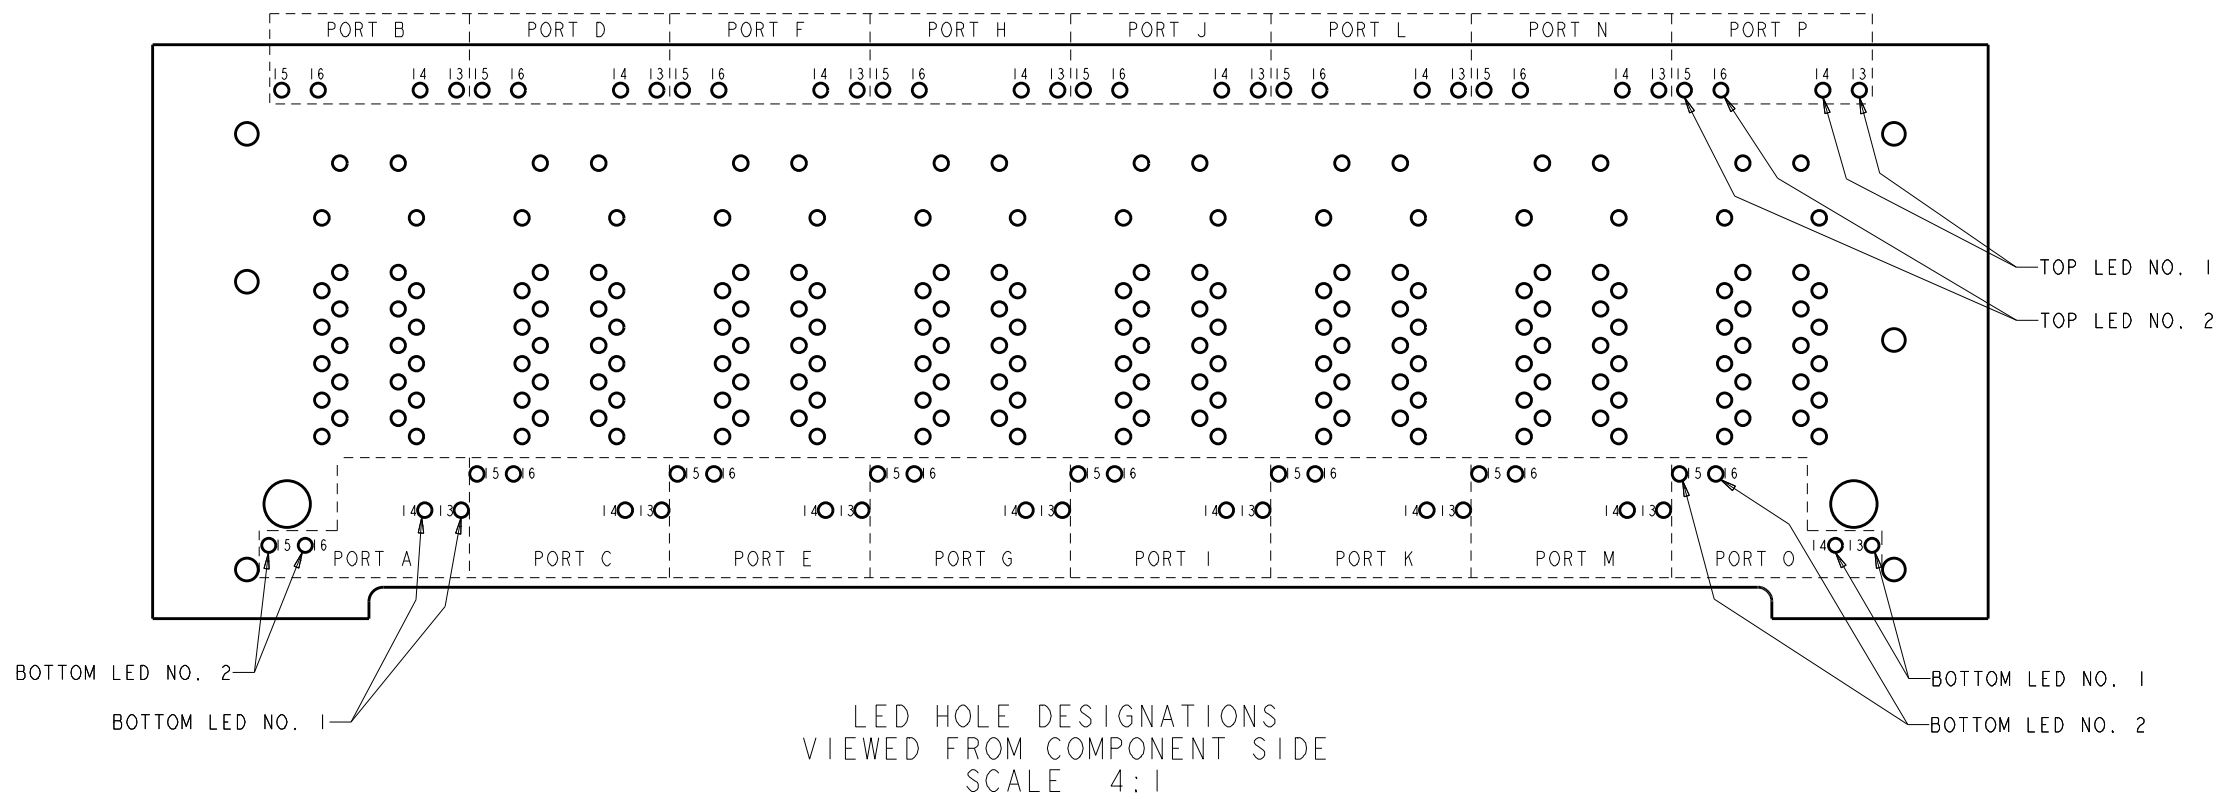 PORT B PORT D PORT F PORT H PORT J PORT L PORT N PORT P
15 16 14 13 15 16 14 13 15 16 14 13 15 16 14 13 15 16 14 13 15 16 14 13 15 16 14 13 15 16 14 13
TOP LED NO. 1
TOP LED NO. 2
15 16 15 16 15 16 15 16 15 16 15 16 15 16
14 13 14 13 14 13 14 13 14 13 14 13 14 13
15 16 14 13
PORT A PORT C PORT E PORT G PORT I PORT K PORT M PORT O
BOTTOM LED NO. 2
BOTTOM LED NO. 1
BOTTOM LED NO. 1
BOTTOM LED NO. 2
LED HOLE DESIGNATIONS
VIEWED FROM COMPONENT SIDE
SCALE 4:1